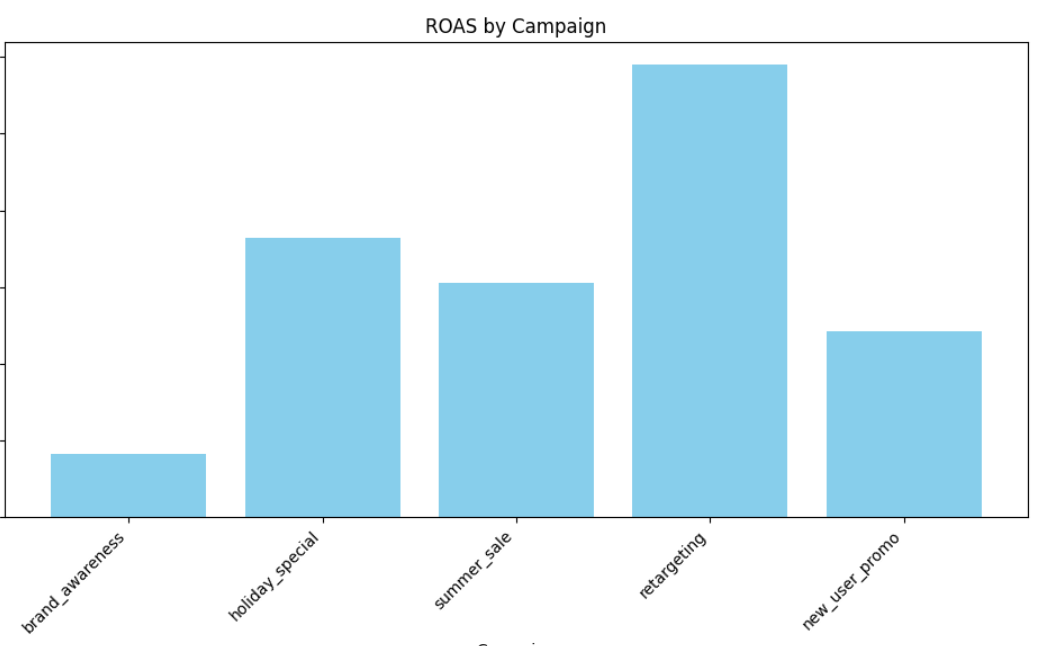 ROAS by Campaign
brand_awareness
holiday_special
summer_sale
retargeting
new_user_promo